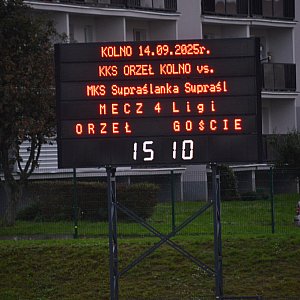 KOLNO 14.09.2025r.
KKS ORZEŁ KOLNO vs.
MKS Supraślanka Supraśl
MECZ 4 Ligi
ORZEŁ GOŚCIE
15 10